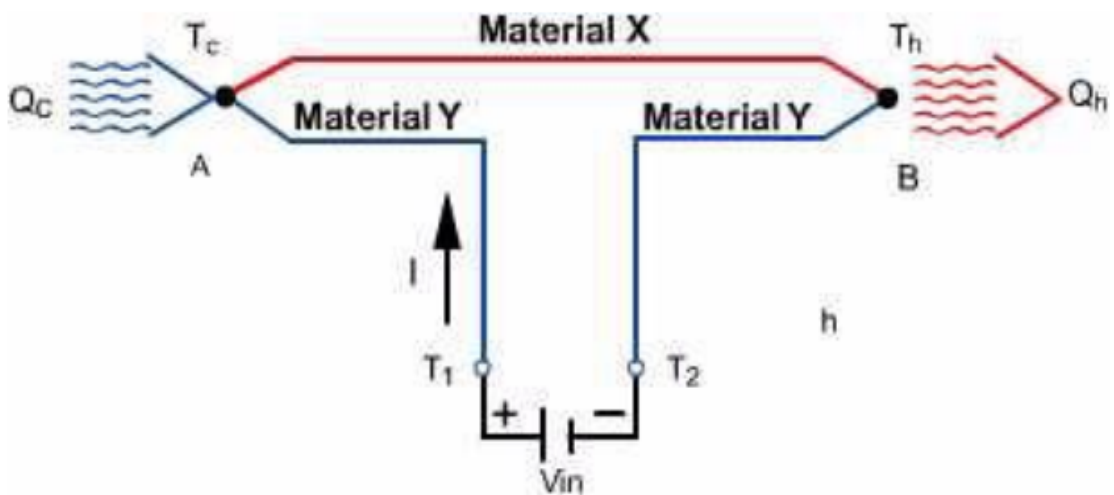 Material X
Tc Th
Qc Qh
Material Y Material Y
A B
I
h
T1 T2
+ −
Vin